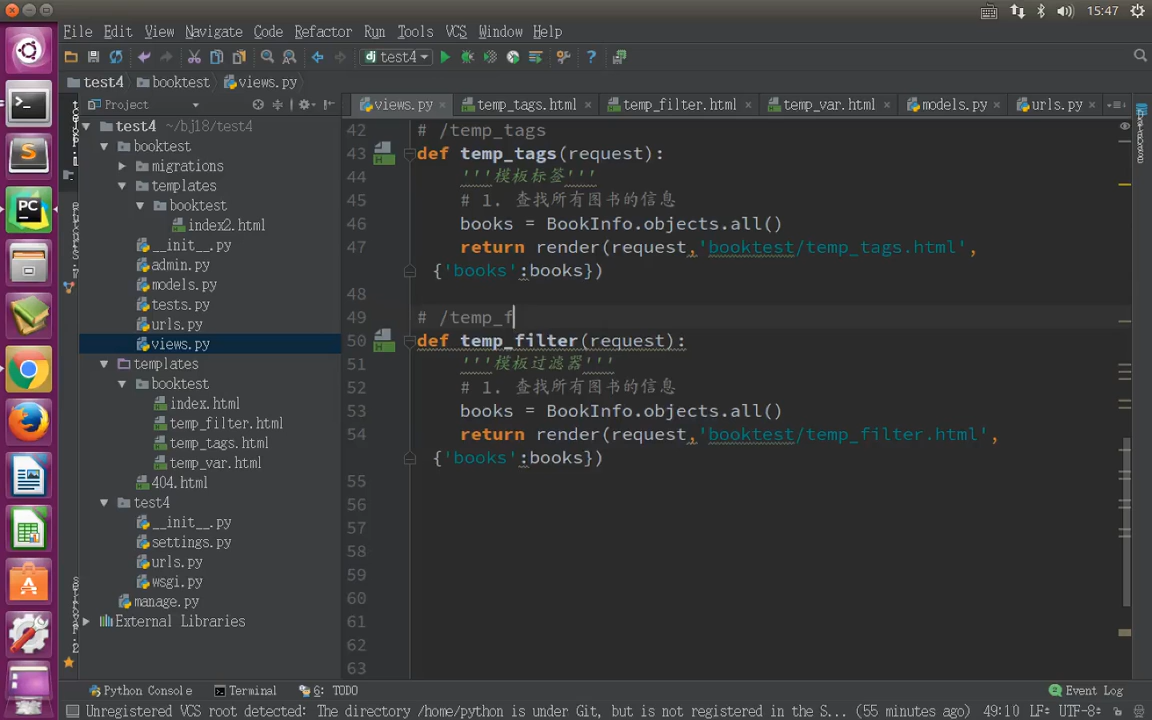 15:47
File Edit View Navigate Code Refactor Run Tools VCS Window Help
dj test4
test4 booktest views.py
Project
views.py temp_tags.html temp_filter.html temp_var.html models.py urls.py
test4 ~/bj18/test4
booktest
migrations
templates
booktest
index2.html
__init__.py
admin.py
models.py
tests.py
urls.py
views.py
templates
booktest
index.html
temp_filter.html
temp_tags.html
temp_var.html
404.html
test4
__init__.py
settings.py
urls.py
wsgi.py
manage.py
External Libraries
42 # /temp_tags
43 def temp_tags(request):
44 '''模板标签'''
45 # 1. 查找所有图书的信息
46 books = BookInfo.objects.all()
47 return render(request,'booktest/temp_tags.html',
{'books':books})
48
49 # /temp_f
50 def temp_filter(request):
51 '''模板过滤器'''
52 # 1. 查找所有图书的信息
53 books = BookInfo.objects.all()
54 return render(request,'booktest/temp_filter.html',
{'books':books})
55
56
57
58
59
60
61
62
63
Python Console Terminal 6: TODO Event Log
Unregistered VCS root detected: The directory /home/python is under Git, but is not registered in the S... (55 minutes ago) 49:10 LF÷ UTF-8÷